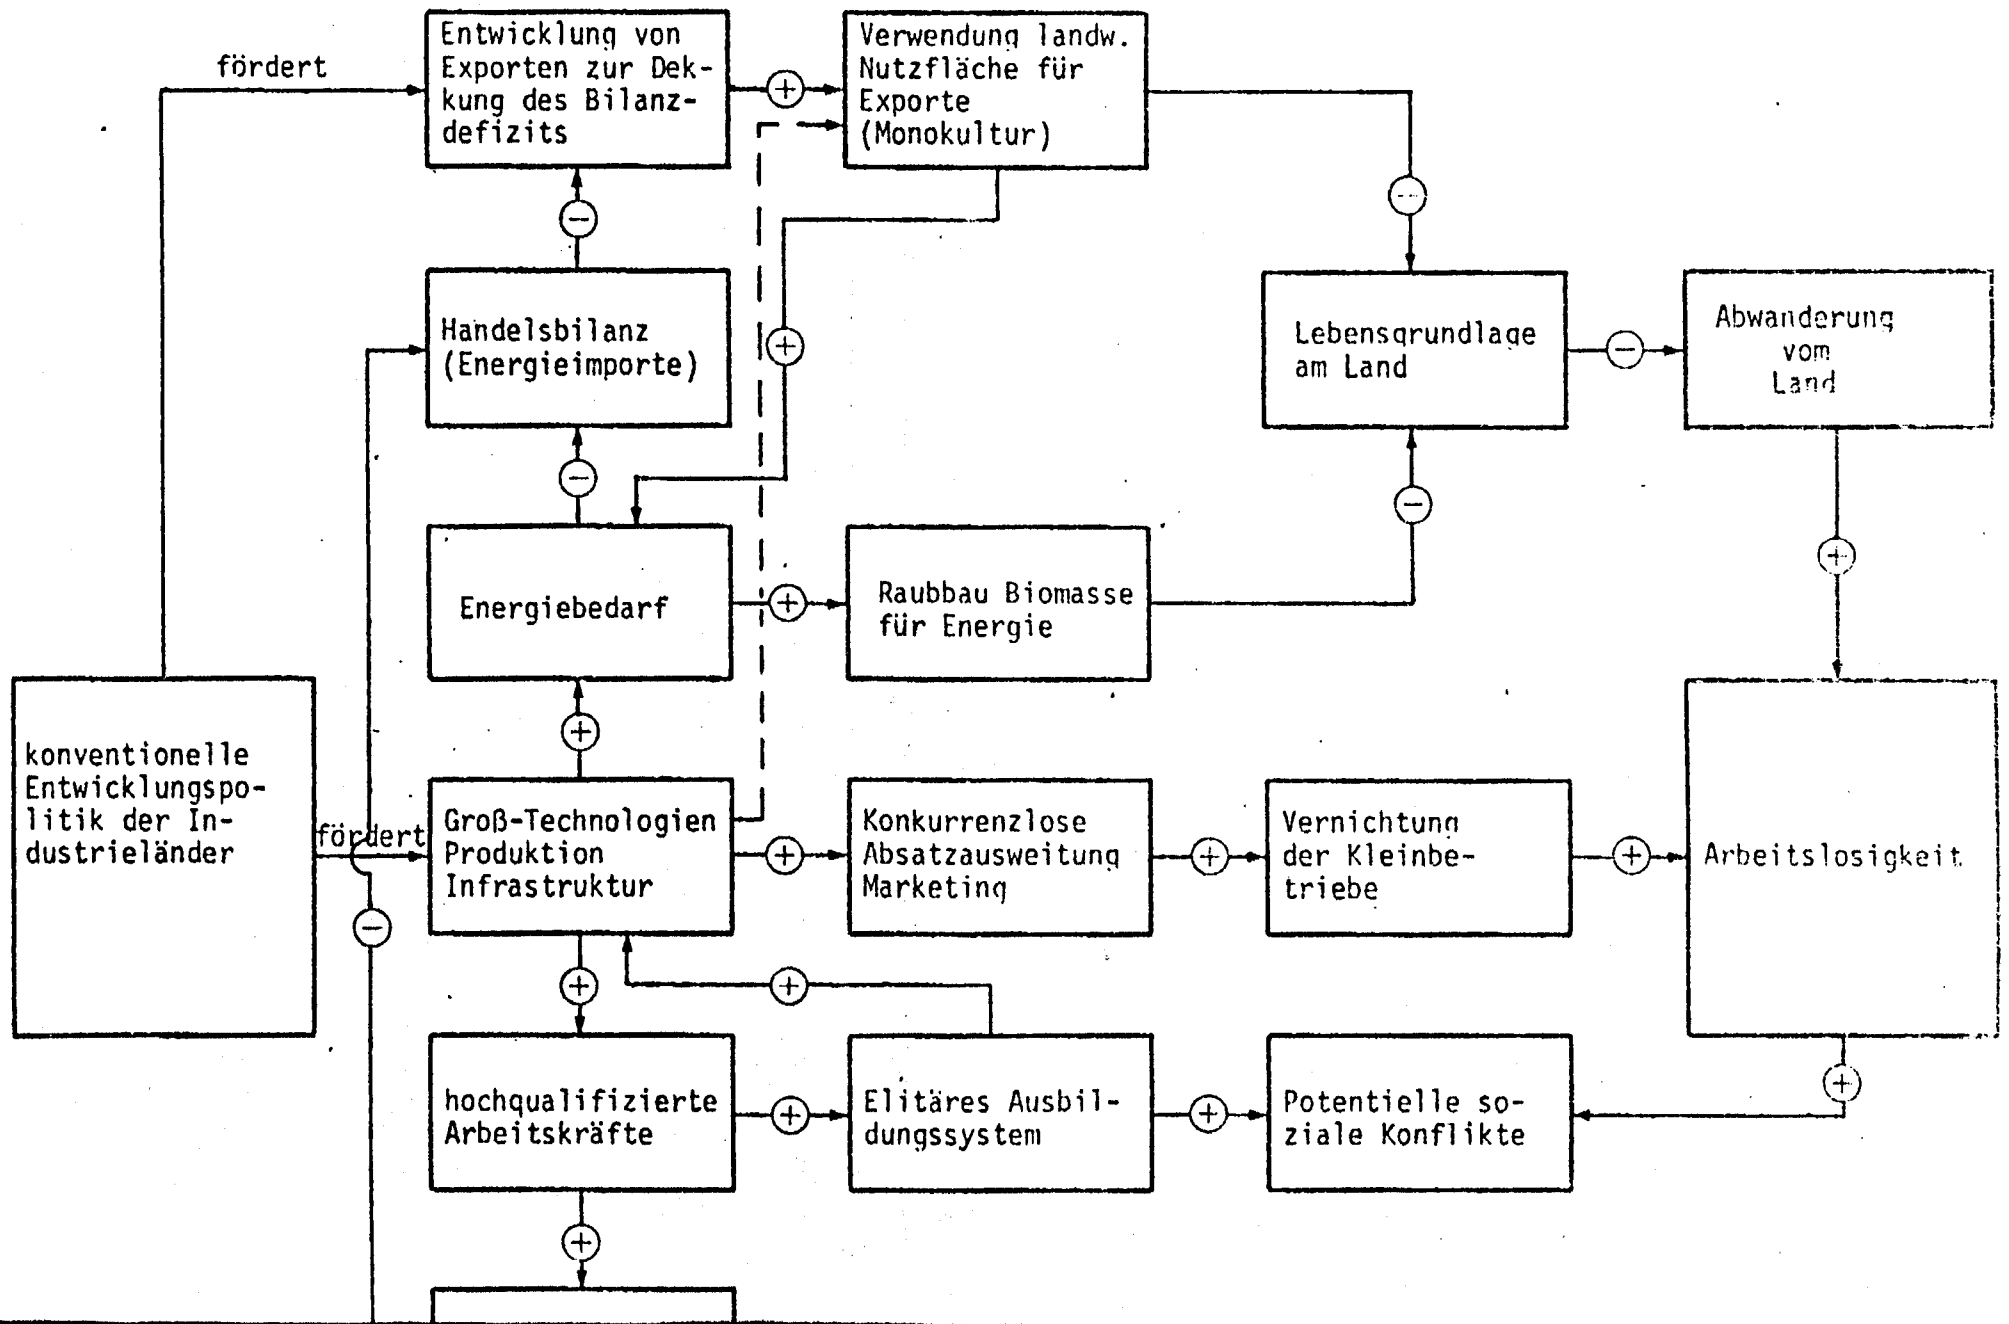 fördert
Entwicklung von
Exporten zur Dek-
kung des Bilanz-
defizits
+
Verwendung landw.
Nutzfläche für
Exporte
(Monokultur)
−
−
Handelsbilanz
(Energieimporte)
+
Lebensgrundlage
am Land
−
Abwanderung
vom
Land
−
−
+
Energiebedarf
+
Raubbau Biomasse
für Energie
+
konventionelle
Entwicklungspo-
litik der In-
dustrieländer
fördert
Groß-Technologien
Produktion
Infrastruktur
+
Konkurrenzlose
Absatzausweitung
Marketing
+
Vernichtung
der Kleinbe-
triebe
+
Arbeitslosigkeit
−
+
+
hochqualifizierte
Arbeitskräfte
+
Elitäres Ausbil-
dungssystem
+
Potentielle so-
ziale Konflikte
+
+